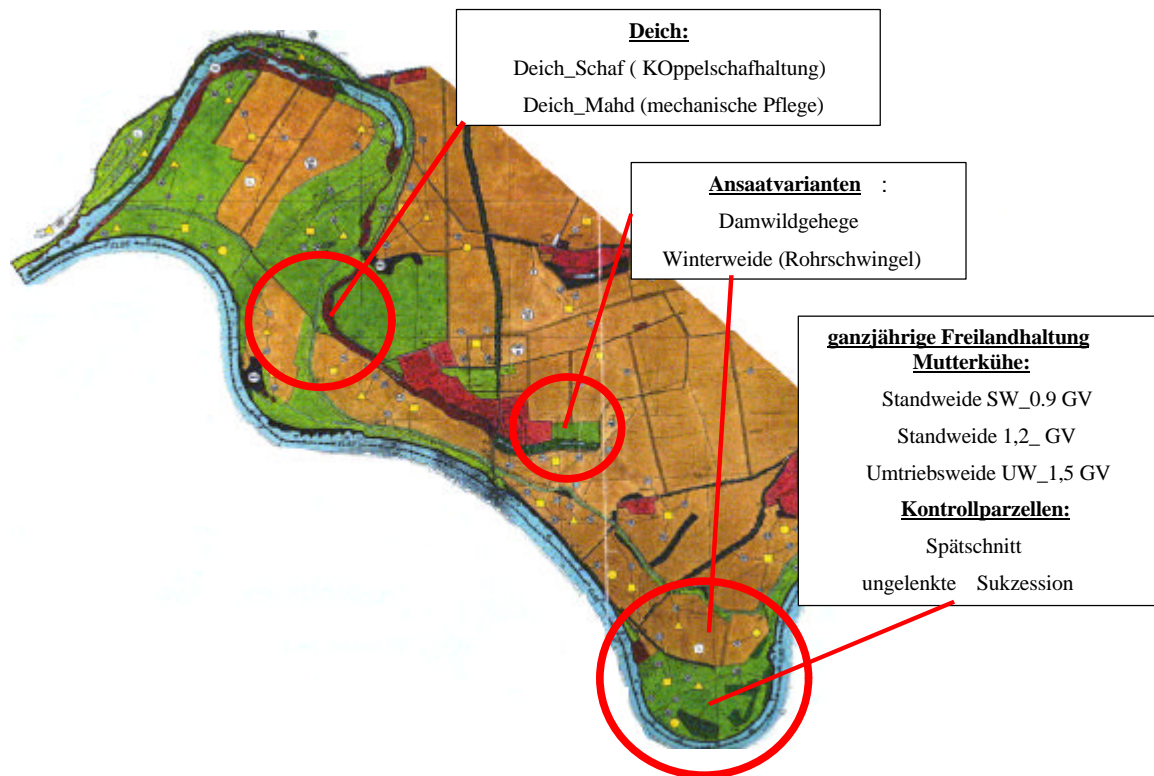 Deich:
Deich_Schaf ( KOppelschafhaltung)
Deich_Mahd (mechanische Pflege)
Ansaatvarianten :
Damwildgehege
Winterweide (Rohrschwingel)
ganzjährige Freilandhaltung
Mutterkühe:
Standweide SW_0.9 GV
Standweide 1,2_ GV
Umtriebsweide UW_1,5 GV
Kontrollparzellen:
Spätschnitt
ungelenkte Sukzession